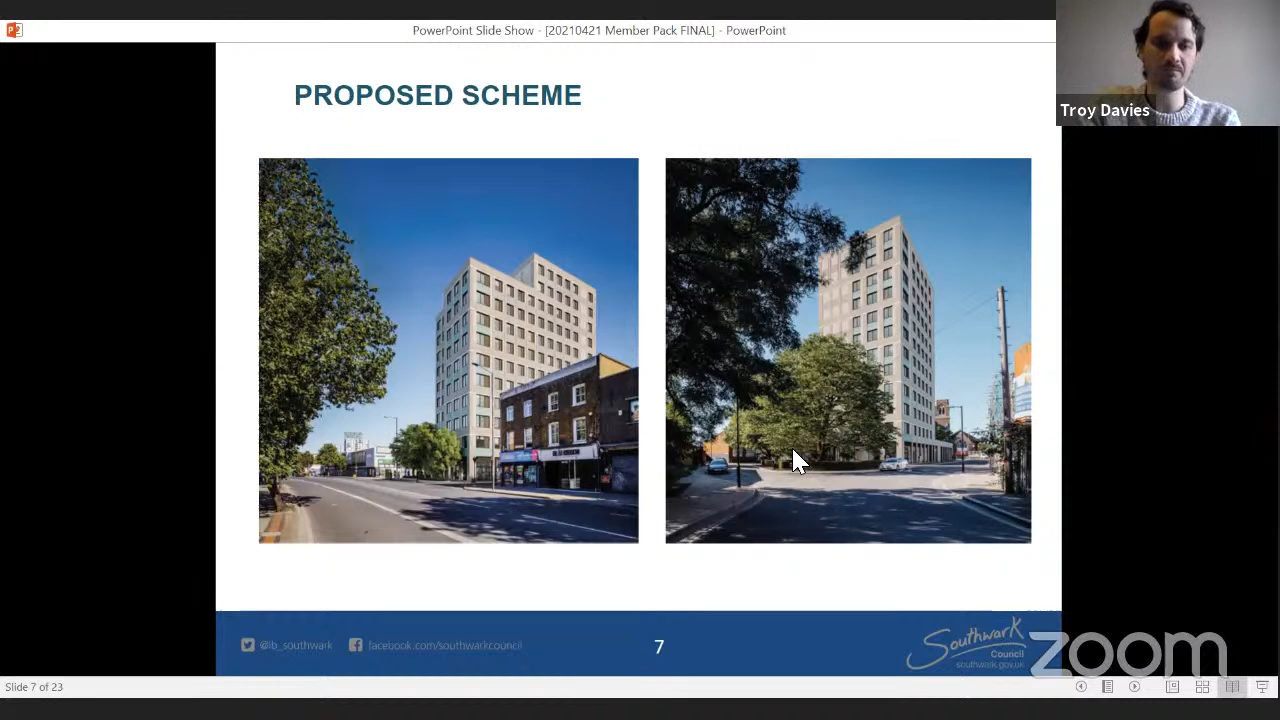 PowerPoint Slide Show - [20210421 Member Pack FINAL] - PowerPoint
Troy Davies
PROPOSED SCHEME
@lb_southwark
facebook.com/southwarkcouncil
7
Southwark
Council
southwark.gov.uk
zoom
Slide 7 of 23